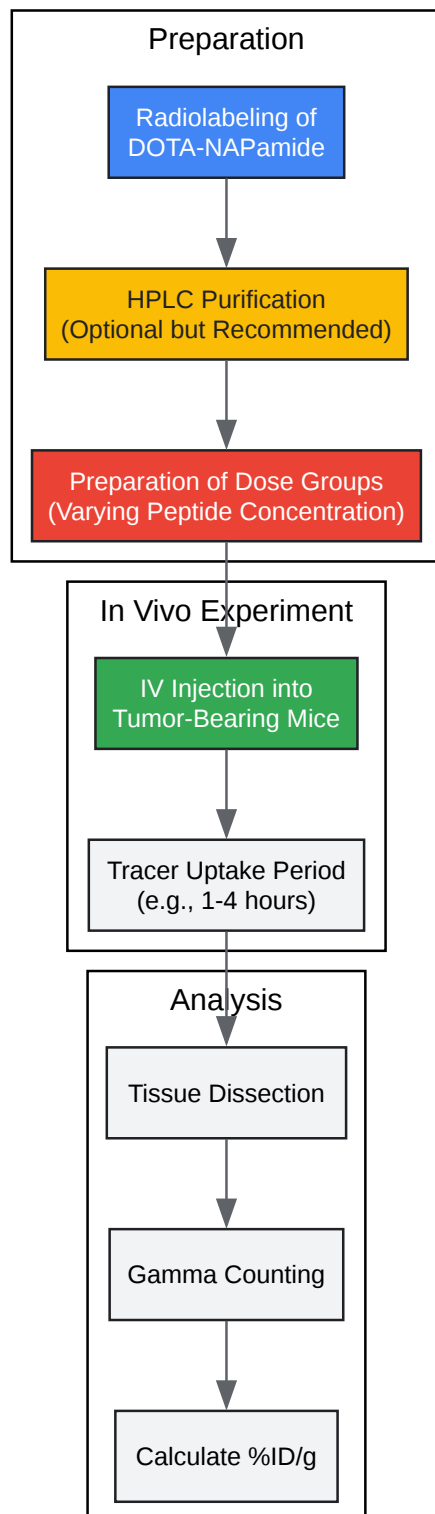 Preparation
Radiolabeling of
DOTA-NAPamide
HPLC Purification
(Optional but Recommended)
Preparation of Dose Groups
(Varying Peptide Concentration)
In Vivo Experiment
IV Injection into
Tumor-Bearing Mice
Tracer Uptake Period
(e.g., 1-4 hours)
Analysis
Tissue Dissection
Gamma Counting
Calculate %ID/g